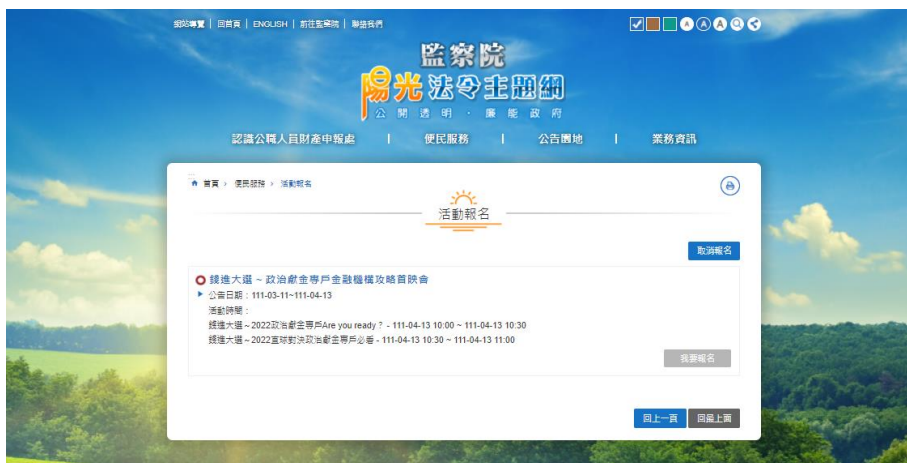 網站導覽 | 回首頁 | ENGLISH | 前往監察院 | 聯絡我們
A A A
監察院
陽光法令主題網
公開透明·廉能政府
認識公職人員財產申報處 | 便民服務 | 公告園地 | 業務資訊
首頁 › 便民服務 › 活動報名
活動報名
取消報名
錢進大選～政治獻金專戶金融機構攻略首映會
公告日期：111-03-11~111-04-13
活動時間：
錢進大選～2022政治獻金專戶Are you ready？- 111-04-13 10:00 ~ 111-04-13 10:30
錢進大選～2022直球對決政治獻金專戶必看 - 111-04-13 10:30 ~ 111-04-13 11:00
我要報名
回上一頁 回最上面